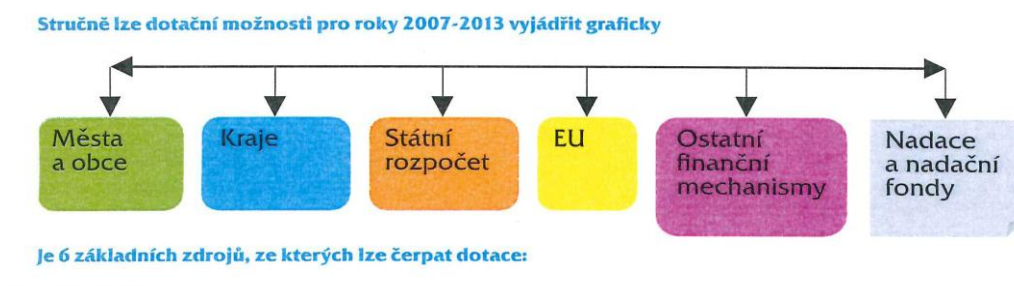 Stručně lze dotační možnosti pro roky 2007-2013 vyjádřit graficky
Města
a obce
Kraje
Státní
rozpočet
EU
Ostatní
finanční
mechanismy
Nadace
a nadační
fondy
Je 6 základních zdrojů, ze kterých lze čerpat dotace: